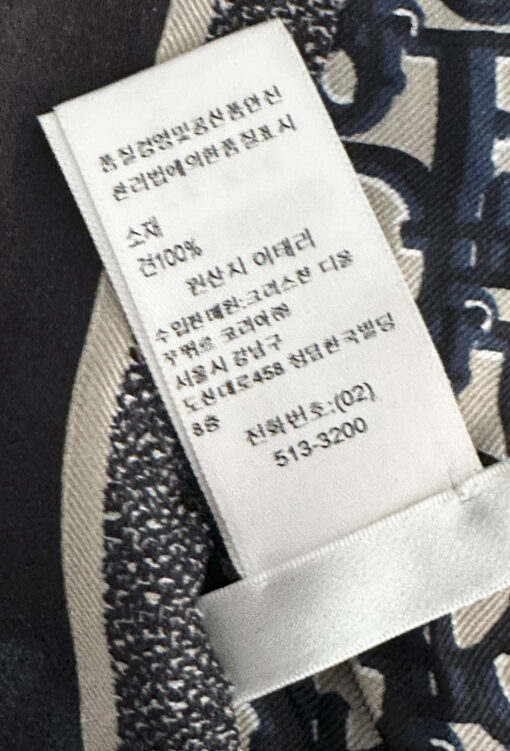 품질경영및공산품안전
관리법에의한품질표시
소재
견100%
원산지 이태리
수입판매원:크리스챤 디올
꾸뛰르 코리아㈜
서울시 강남구
도산대로458 청담한국빌딩
8층
전화번호:(02)
513-3200